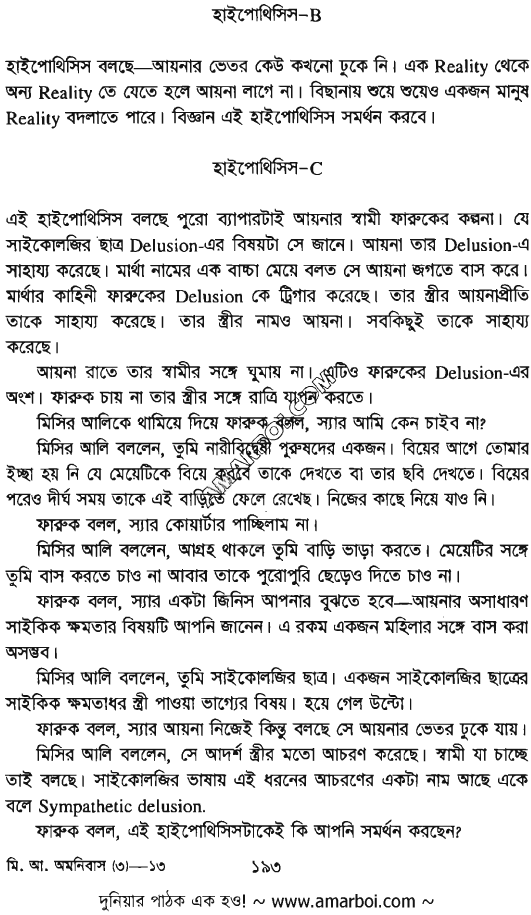 হাইপোথিসিস-B
হাইপোথিসিস বলছে—আয়নার ভেতর কেউ কখনো ঢুকে নি। এক Reality থেকে
অন্য Reality তে যেতে হলে আয়না লাগে না। বিছানায় শুয়ে শুয়েও একজন মানুষ
Reality বদলাতে পারে। বিজ্ঞান এই হাইপোথিসিস সমর্থন করবে।
হাইপোথিসিস-C
এই হাইপোথিসিস বলছে পুরো ব্যাপারটাই আয়নার স্বামী ফারুকের কল্পনা। যে
সাইকোলজির ছাত্র Delusion-এর বিষয়টা সে জানে। আয়না তার Delusion-এ
সাহায্য করেছে। মার্থা নামের এক বাচ্চা মেয়ে বলত সে আয়না জগতে বাস করে।
মার্থার কাহিনী ফারুকের Delusion কে ট্রিগার করেছে। তার স্ত্রীর আয়নাপ্রীতি
তাকে সাহায্য করেছে। তার স্ত্রীর নামও আয়না। সবকিছুই তাকে সাহায্য
করেছে।
আয়না রাতে তার স্বামীর সঙ্গে ঘুমায় না। এটিও ফারুকের Delusion-এর
অংশ। ফারুক চায় না তার স্ত্রীর সঙ্গে রাত্রি যাপন করতে।
মিসির আলিকে থামিয়ে দিয়ে ফারুক বলল, স্যার আমি কেন চাইব না?
মিসির আলি বললেন, তুমি নারীবিদ্বেষী পুরুষদের একজন। বিয়ের আগে তোমার
ইচ্ছা হয় নি যে মেয়েটিকে বিয়ে করবে তাকে দেখতে বা তার ছবি দেখতে। বিয়ের
পরেও দীর্ঘ সময় তাকে এই বাড়িতে ফেলে রেখেছ। নিজের কাছে নিয়ে যাও নি।
ফারুক বলল, স্যার কোয়ার্টার পাচ্ছিলাম না।
মিসির আলি বললেন, আগ্রহ থাকলে তুমি বাড়ি ভাড়া করতে। মেয়েটির সঙ্গে
তুমি বাস করতে চাও না আবার তাকে পুরোপুরি ছেড়েও দিতে চাও না।
ফারুক বলল, স্যার একটা জিনিস আপনার বুঝতে হবে—আয়নার অসাধারণ
সাইকিক ক্ষমতার বিষয়টি আপনি জানেন। এ রকম একজন মহিলার সঙ্গে বাস করা
অসম্ভব।
মিসির আলি বললেন, তুমি সাইকোলজির ছাত্র। একজন সাইকোলজির ছাত্রের
সাইকিক ক্ষমতাধর স্ত্রী পাওয়া ভাগ্যের বিষয়। হয়ে গেল উল্টো।
ফারুক বলল, স্যার আয়না নিজেই কিন্তু বলছে সে আয়নার ভেতর ঢুকে যায়।
মিসির আলি বললেন, সে আদর্শ স্ত্রীর মতো আচরণ করেছে। স্বামী যা চাচ্ছে
তাই বলছে। সাইকোলজির ভাষায় এই ধরনের আচরণের একটা নাম আছে একে
বলে Sympathetic delusion.
ফারুক বলল, এই হাইপোথিসিসটাকেই কি আপনি সমর্থন করছেন?
মি. আ. অমনিবাস (৩)—১৩
১৯৩
দুনিয়ার পাঠক এক হও! ~ www.amarboi.com ~
AMARBOI.COM